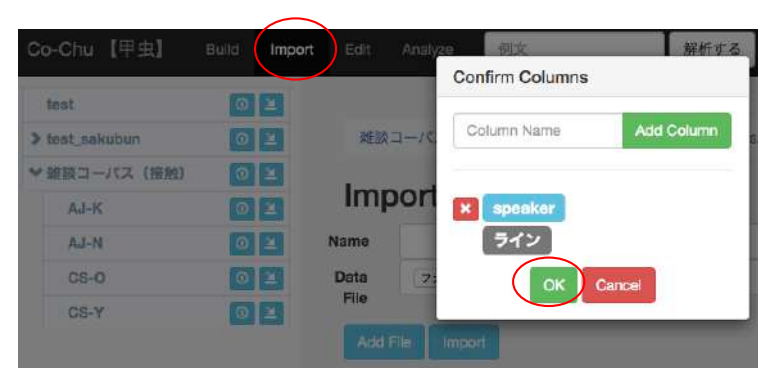 Co-Chu 【甲虫】 Build Import Edit Analyze 例文 解析する
Confirm Columns
Column Name Add Column
speaker
ライン
OK Cancel
test
test_sakubun
雑談コーパス（接触）
AJ-K
AJ-N
CS-O
CS-Y
雑談コーパ
Import
Name
Data
File
Add File Import